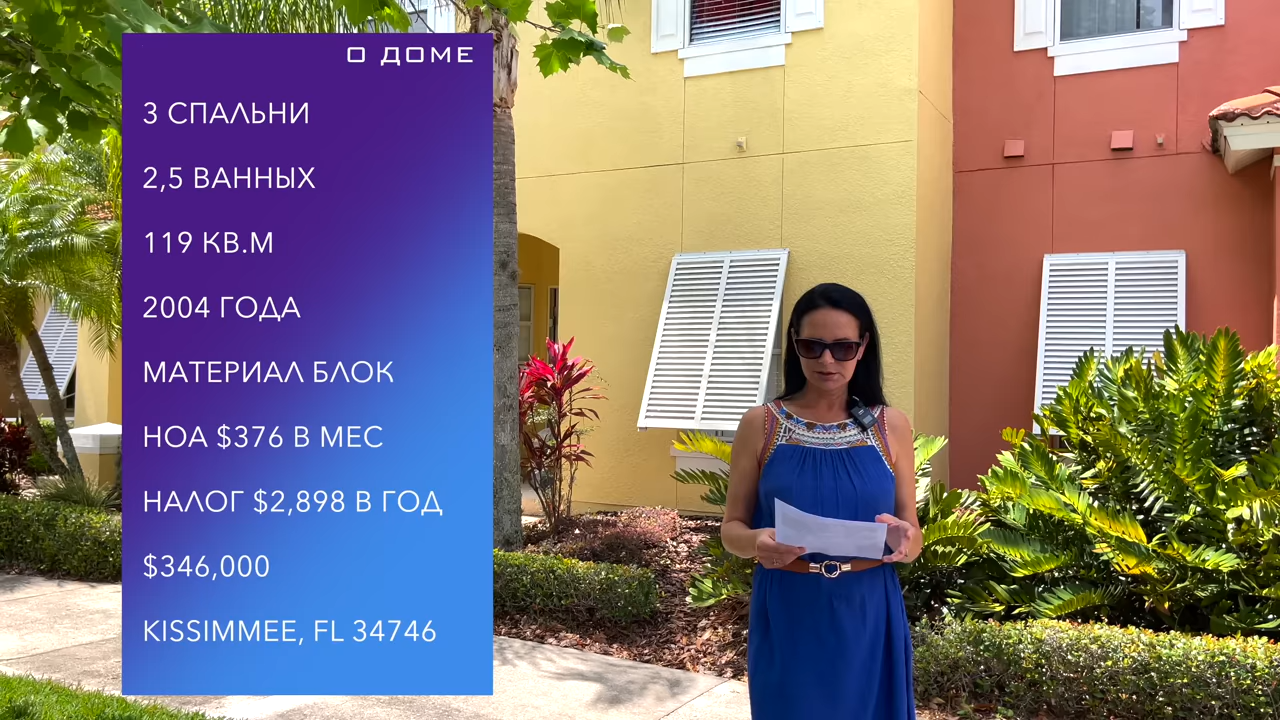 О ДОМЕ
3 СПАЛЬНИ
2,5 ВАННЫХ
119 КВ.М
2004 ГОДА
МАТЕРИАЛ БЛОК
HOA $376 В МЕС
НАЛОГ $2,898 В ГОД
$346,000
KISSIMMEE, FL 34746